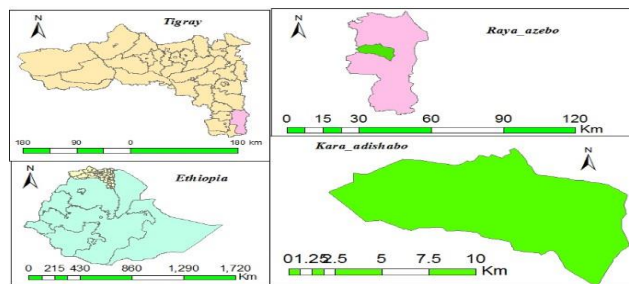 Tigray
N
180 90 0 180 km
Raya_azebo
N
0 15 30 60 90 120
Km
Ethiopia
N
0 215 430 860 1,290 1,720
Km
Kara_adishabo
N
0 1.25 2.5 5 7.5 10
Km